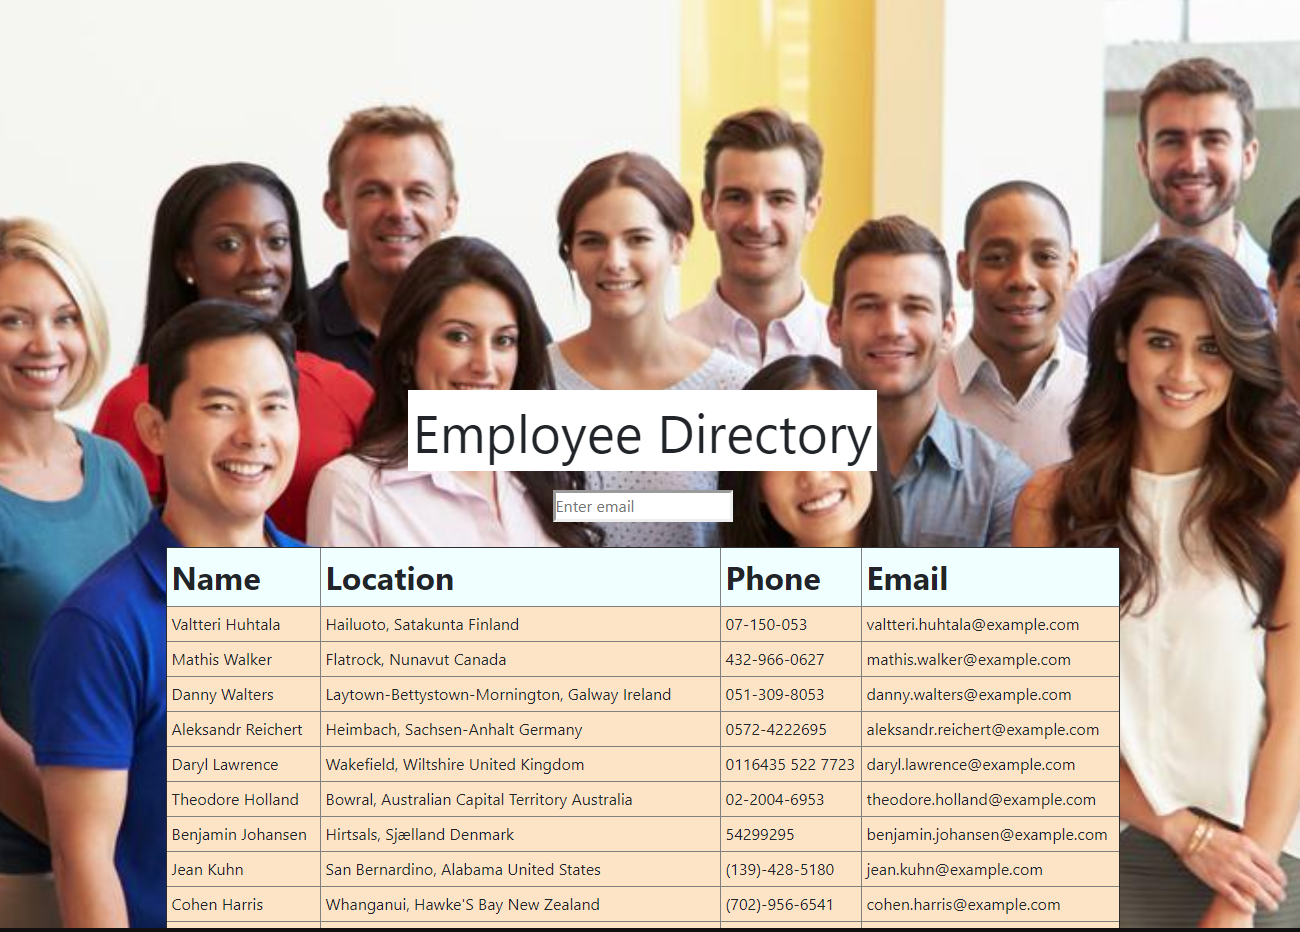 Employee Directory
Enter email
Name Location Phone Email
Valtteri Huhtala Hailuoto, Satakunta Finland 07-150-053 valtteri.huhtala@example.com
Mathis Walker Flatrock, Nunavut Canada 432-966-0627 mathis.walker@example.com
Danny Walters Laytown-Bettystown-Mornington, Galway Ireland 051-309-8053 danny.walters@example.com
Aleksandr Reichert Heimbach, Sachsen-Anhalt Germany 0572-4222695 aleksandr.reichert@example.com
Daryl Lawrence Wakefield, Wiltshire United Kingdom 0116435 522 7723 daryl.lawrence@example.com
Theodore Holland Bowral, Australian Capital Territory Australia 02-2004-6953 theodore.holland@example.com
Benjamin Johansen Hirtsals, Sjælland Denmark 54299295 benjamin.johansen@example.com
Jean Kuhn San Bernardino, Alabama United States (139)-428-5180 jean.kuhn@example.com
Cohen Harris Whanganui, Hawke'S Bay New Zealand (702)-956-6541 cohen.harris@example.com